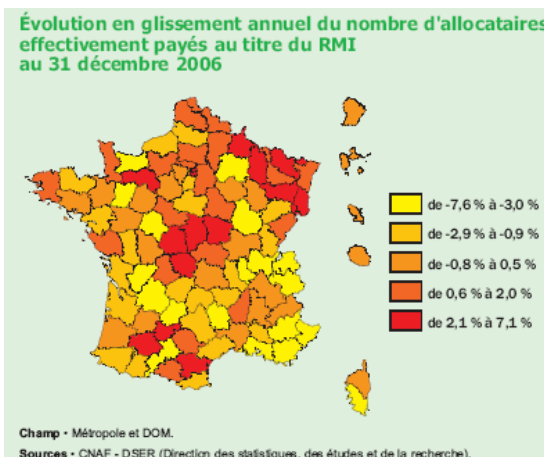 Évolution en glissement annuel du nombre d'allocataires
effectivement payés au titre du RMI
au 31 décembre 2006
de -7,6 % à -3,0 %
de -2,9 % à -0,9 %
de -0,8 % à 0,5 %
de 0,6 % à 2,0 %
de 2,1 % à 7,1 %
Champ • Métropole et DOM.
Sources • CNAF - DSER (Direction des statistiques, des études et de la recherche).